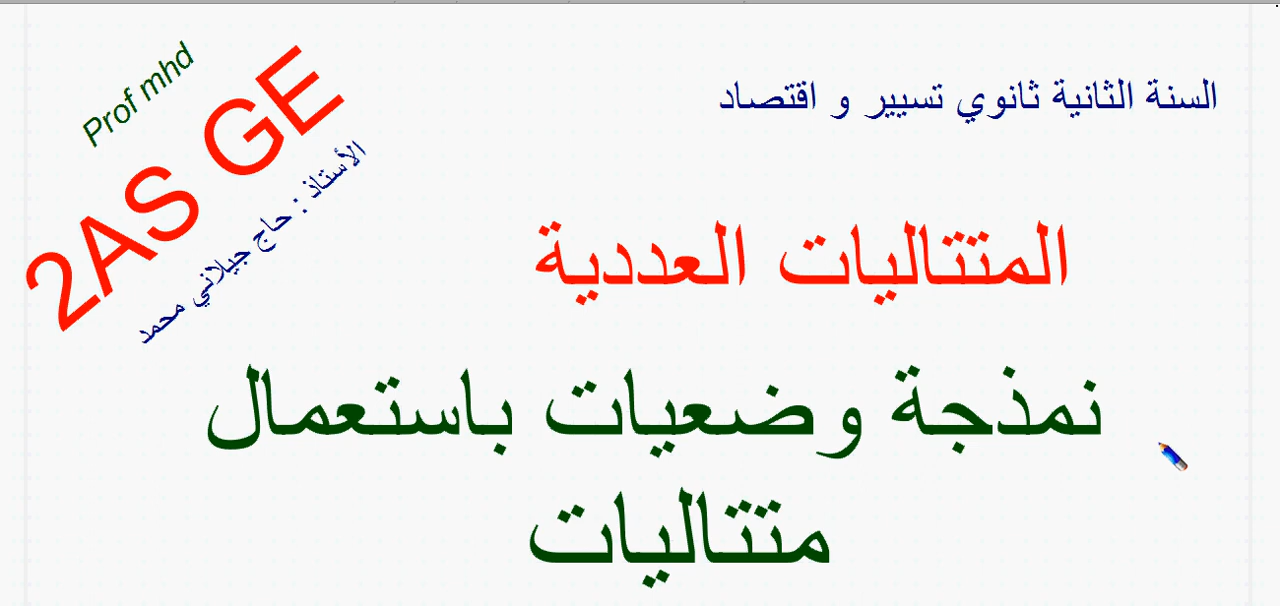 السنة الثانية ثانوي تسيير و اقتصاد
Prof mhd
2AS GE
الأستاذ : حاج جيلاني محمد
المتتاليات العددية
نمذجة وضعيات باستعمال
متتاليات